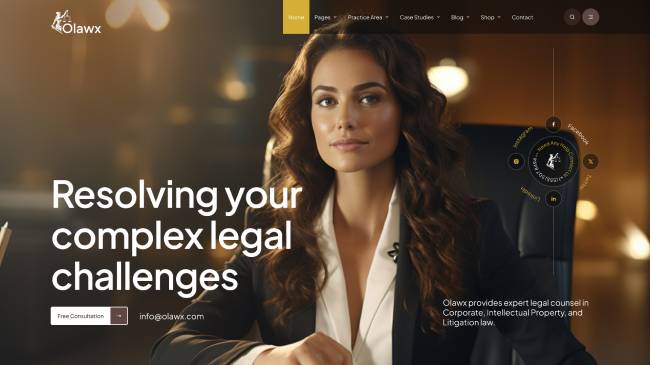 Olawx
Home Pages Practice Area Case Studies Blog Shop Contact
Instagram
Facebook
LinkedIn
Resolving your
complex legal
challenges
Free Consultation
info@olawx.com
Olawx provides expert legal counsel in
Corporate, Intellectual Property, and
Litigation law.